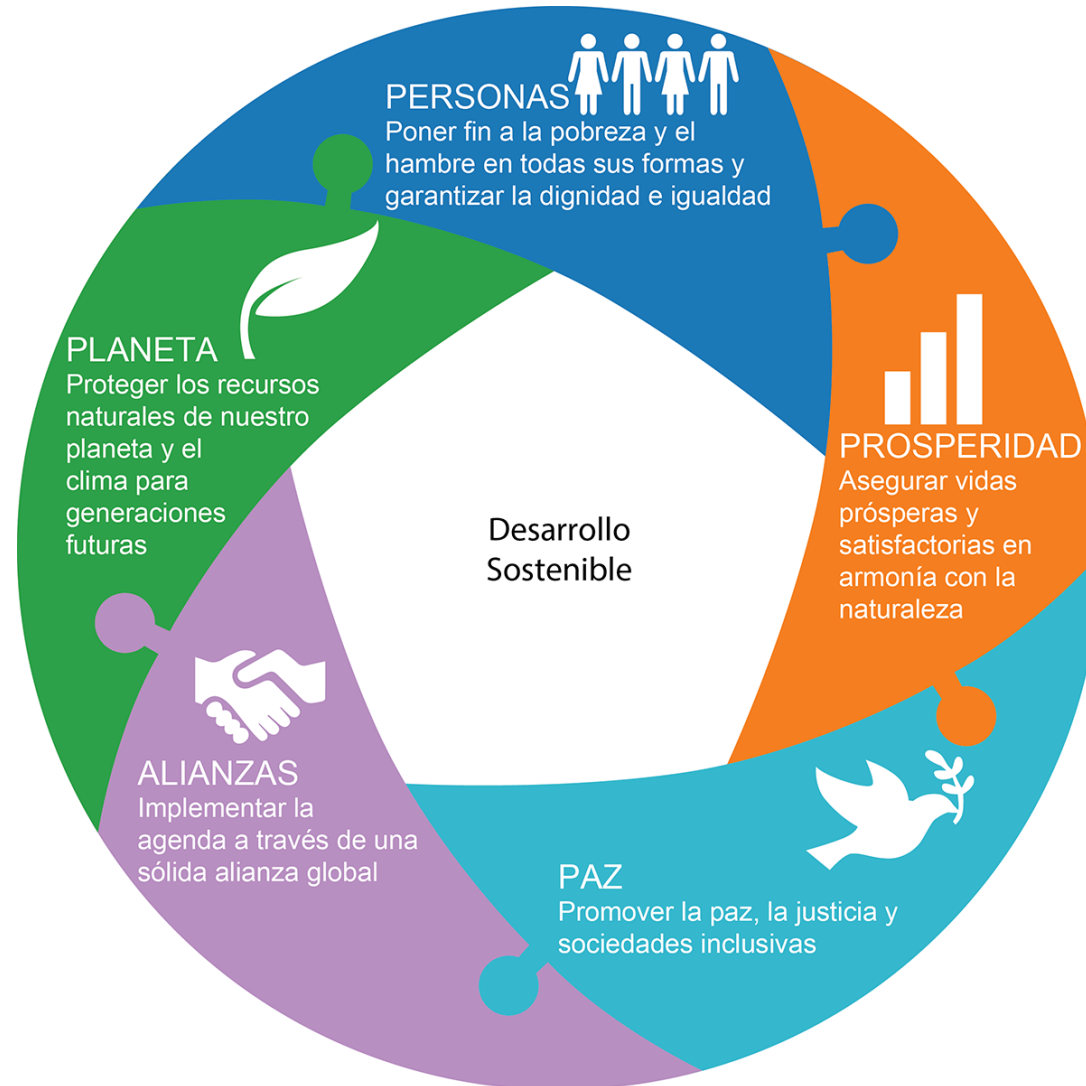 PERSONAS
Poner fin a la pobreza y el
hambre en todas sus formas y
garantizar la dignidad e igualdad
PROSPERIDAD
Asegurar vidas
prósperas y
satisfactorias en
armonía con la
naturaleza
PAZ
Promover la paz, la justicia y
sociedades inclusivas
ALIANZAS
Implementar la
agenda a través de una
sólida alianza global
PLANETA
Proteger los recursos
naturales de nuestro
planeta y el
clima para
generaciones
futuras
Desarrollo
Sostenible